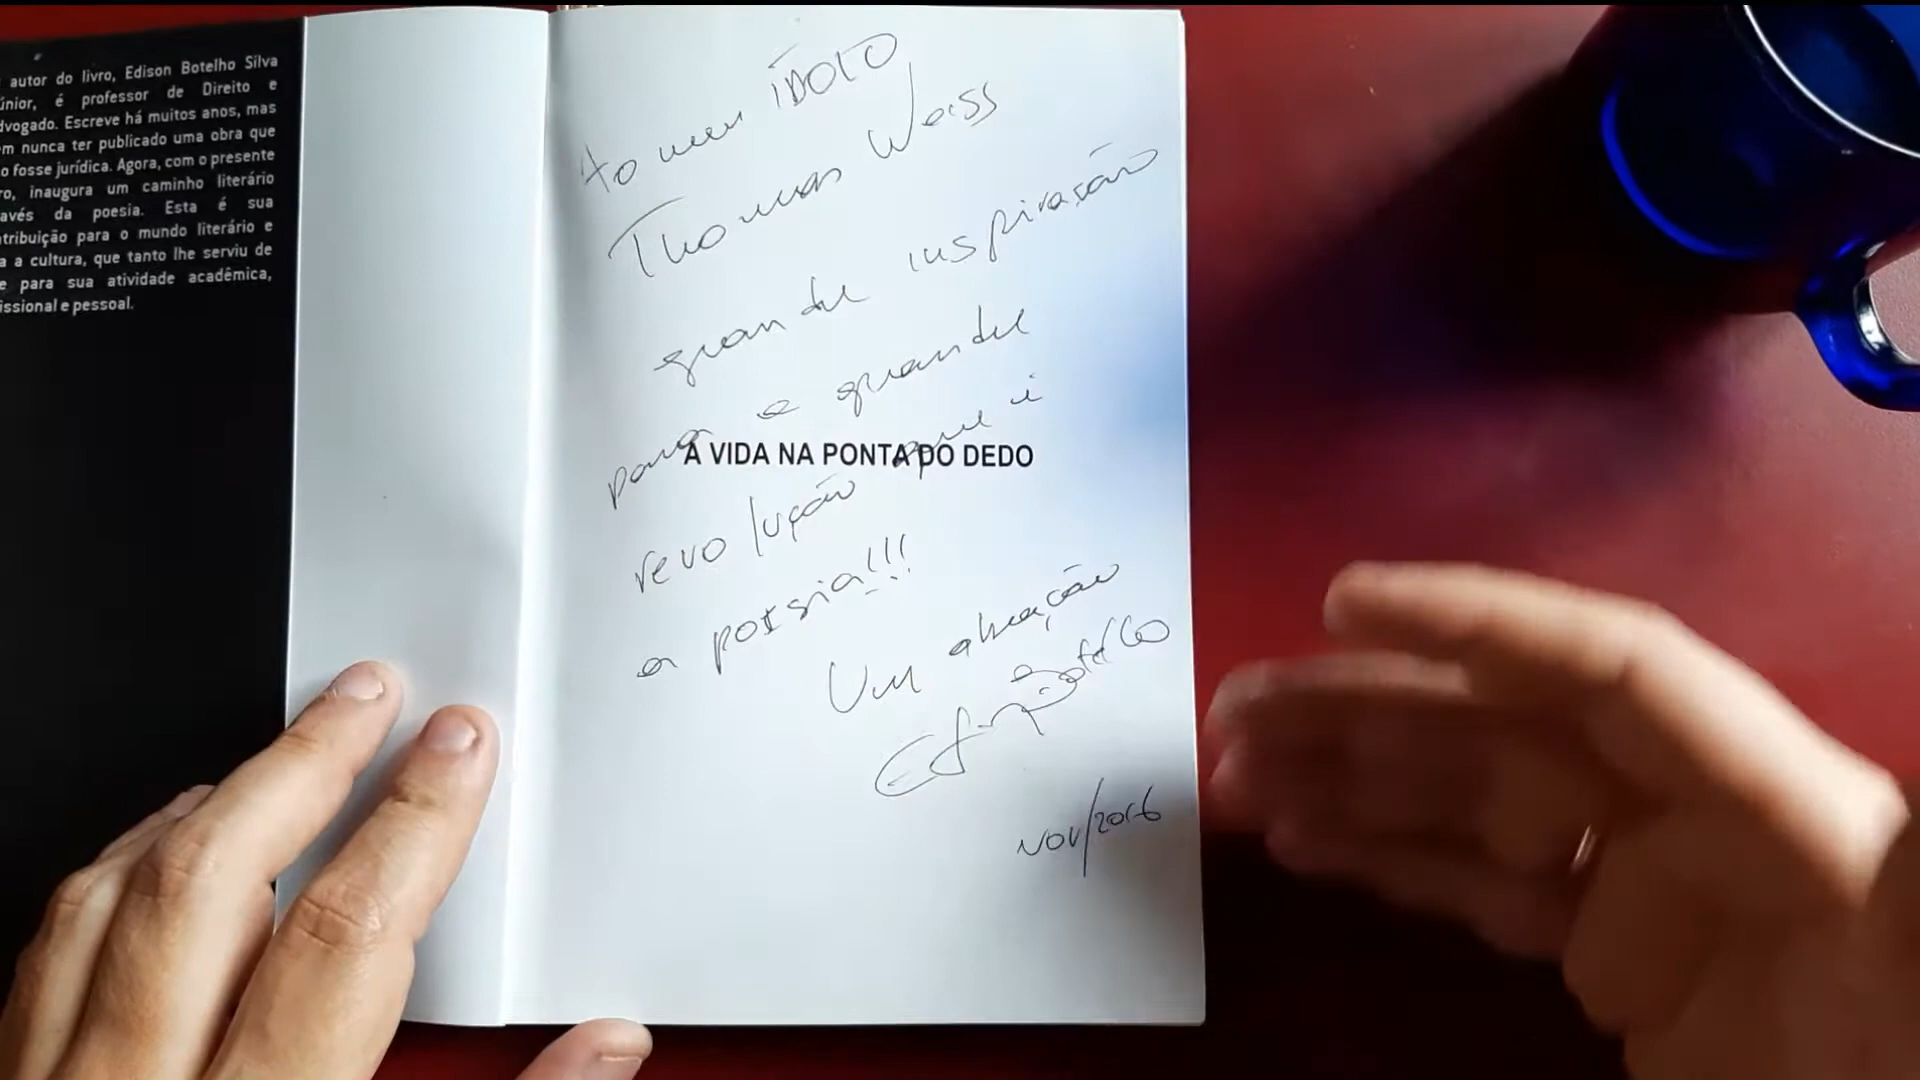 autor do livro, Edison Botelho Silva
únior, é professor de Direito e
dvogado. Escreve há muitos anos, mas
m nunca ter publicado uma obra que
o fosse jurídica. Agora, com o presente
ro, inaugura um caminho literário
avés da poesia. Esta é sua
tribuição para o mundo literário e
a a cultura, que tanto lhe serviu de
e para sua atividade acadêmica,
issional e pessoal.
Ao meu ÍDOLO
Thomas Weiss
grande inspiração
para a grande
A VIDA NA PONTA DO DEDO
revolução que é
a poesia!!!
Um abração
Botelho
NOV/2016